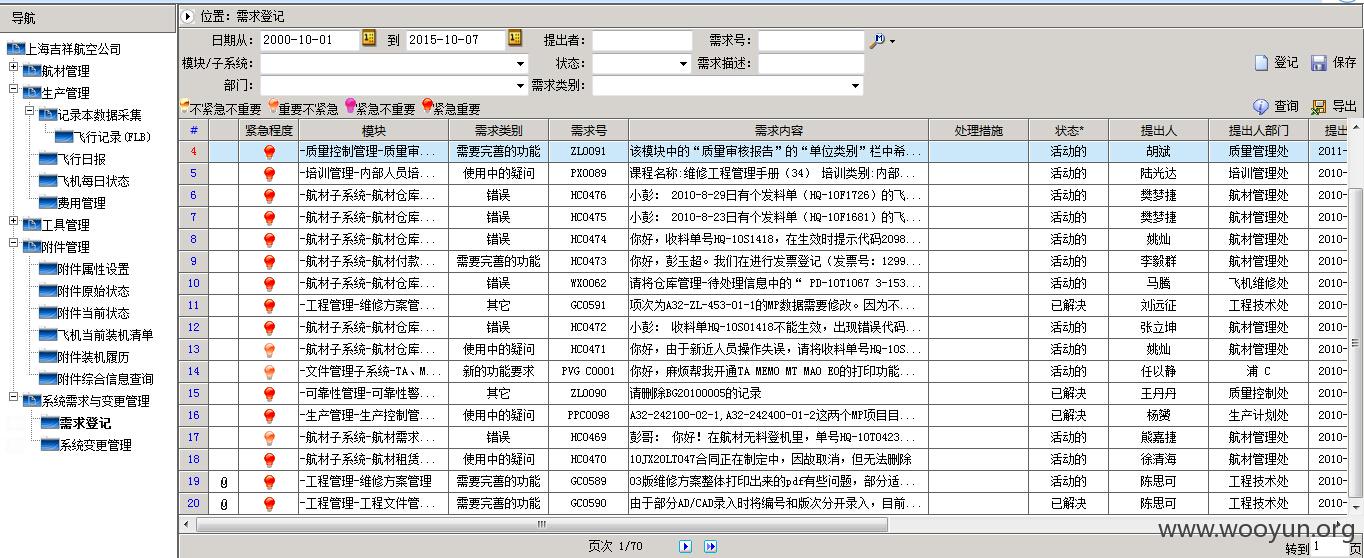 导航
位置: 需求登记
日期从: 2000-10-01 到 2015-10-07 提出者: 需求号:
模块/子系统: 状态: 需求描述: 登记 保存
部门: 需求类别:
不紧急不重要 重要不紧急 紧急不重要 紧急重要 查询 导出
上海吉祥航空公司
航材管理
生产管理
记录本数据采集
飞行记录(FLB)
飞行日报
飞机每日状态
费用管理
工具管理
附件管理
附件属性设置
附件原始状态
附件当前状态
飞机当前装机清单
附件装机履历
附件综合信息查询
系统需求与变更管理
需求登记
系统变更管理
# 紧急程度 模块 需求类别 需求号 需求内容 处理措施 状态* 提出人 提出人部门 提出
4 -质量控制管理-质量审... 需要完善的功能 ZL0091 该模块中的“质量审核报告”的“单位类别”栏中希... 活动的 胡斌 质量管理处 2011-
5 -培训管理-内部人员培... 使用中的疑问 PX0089 课程名称:维修工程管理手册（34） 培训类别:内部... 活动的 陆光达 培训管理处 2010-
6 -航材子系统-航材仓库... 错误 HC0476 小彭: 2010-8-29日有个发料单（HQ-10F1726）的飞... 活动的 樊梦捷 航材管理处 2010-
7 -航材子系统-航材仓库... 错误 HC0475 小彭: 2010-8-23日有个发料单（HQ-10F1681）的飞... 活动的 樊梦捷 航材管理处 2010-
8 -航材子系统-航材仓库... 错误 HC0474 你好，收料单号HQ-10S1418，在生效时提示代码2098... 活动的 姚灿 航材管理处 2010-
9 -航材子系统-航材付款... 需要完善的功能 HC0473 你好，彭玉超。我们在进行发票登记（发票号: 1299... 活动的 李毅群 航材管理处 2010-
10 -航材子系统-航材仓库... 错误 WX0062 请将仓库管理-待处理信息中的“ PD-10T1067 3-153... 活动的 马腾 飞机维修处 2010-
11 -工程管理-维修方案管... 其它 GC0591 项次为A32-ZL-453-01-1的MP数据需要修改。因为不... 已解决 刘远征 工程技术处 2010-
12 -航材子系统-航材仓库... 错误 HC0472 小彭: 收料单HQ-10S01418不能生效，出现错误代码... 活动的 张立坤 航材管理处 2010-
13 -航材子系统-航材仓库... 使用中的疑问 HC0471 你好，由于新近人员操作失误，请将收料单号HQ-10S... 活动的 姚灿 航材管理处 2010-
14 -文件管理子系统-TA、M... 新的功能要求 PVG C0001 你好，麻烦帮我开通TA MEMO MT MAO EO的打印功能... 活动的 任以静 浦 C 2010-
15 -可靠性管理-可靠性警... 其它 ZL0090 请删除BG20100005的记录 已解决 王丹丹 质量控制处 2010-
16 -生产管理-生产控制管... 使用中的疑问 PPC0098 A32-242100-02-1,A32-242400-01-2这两个MP项目目... 已解决 杨赟 生产计划处 2010-
17 -航材子系统-航材需求... 错误 HC0469 彭哥: 你好！在航材无料登机里，单号HQ-10T0423... 活动的 熊嘉捷 航材管理处 2010-
18 -航材子系统-航材租赁... 使用中的疑问 HC0470 10JX20LT047合同正在制定中，因故取消，但无法删除 活动的 徐清海 航材管理处 2010-
19 -工程管理-维修方案管理 需要完善的功能 GC0589 03版维修方案整体打印出来的pdf有些问题，部分适... 活动的 陈思可 工程技术处 2010-
20 -工程管理-工程文件管... 需要完善的功能 GC0590 由于部分AD/CAD录入时将编号和版次分开录入，目前... 已解决 陈思可 工程技术处 2010-
页次 1/70 转到 1 页
www.wooyun.org